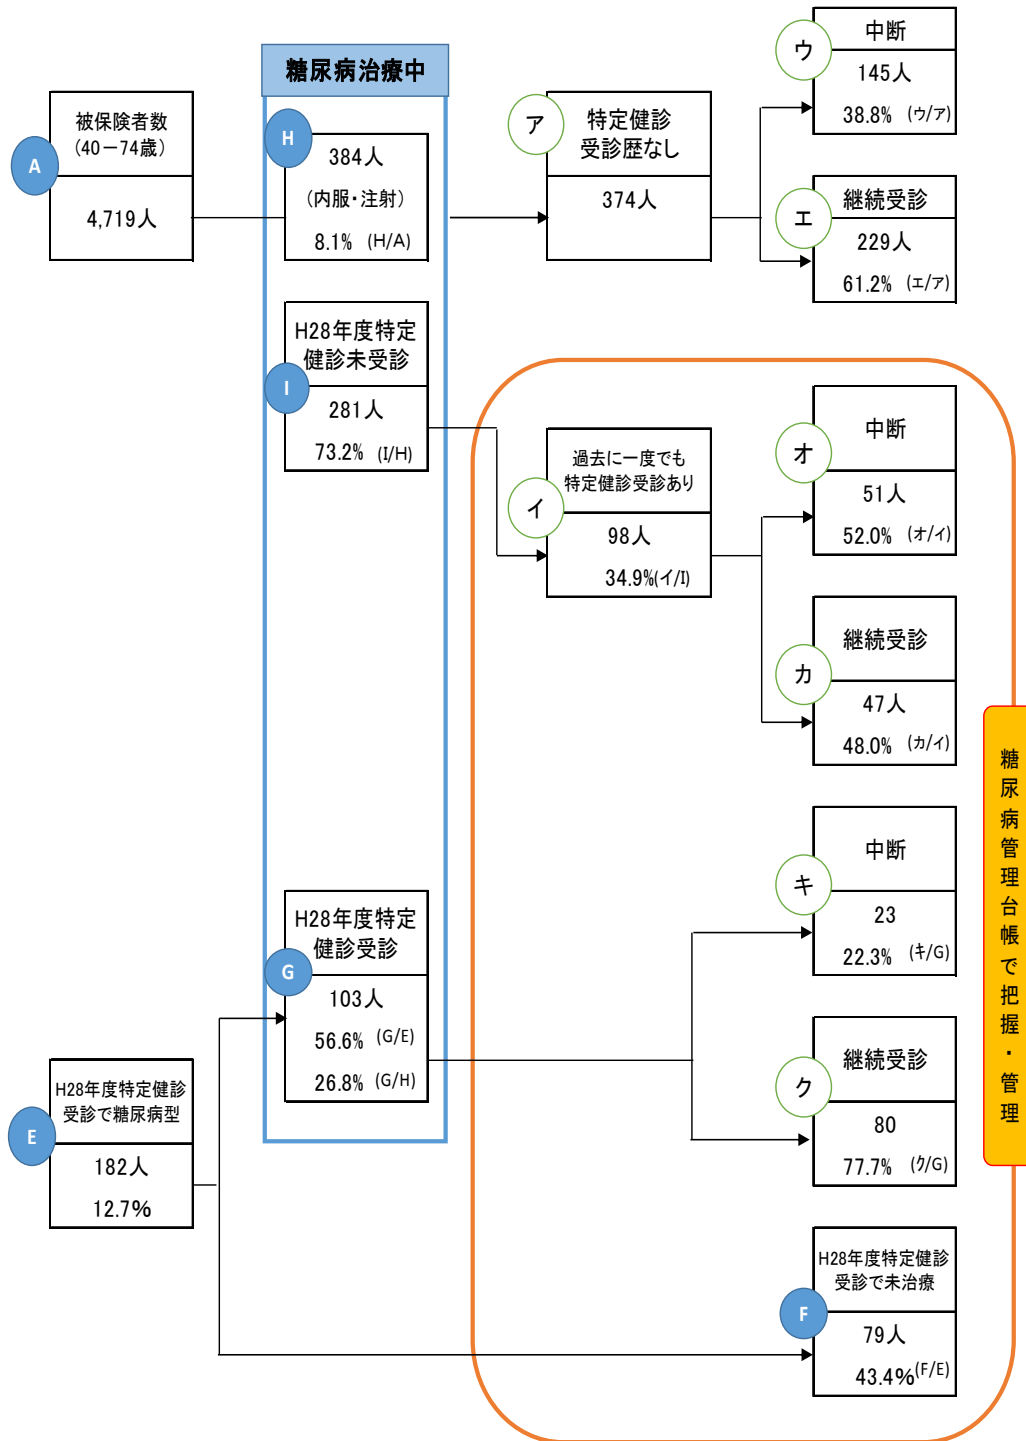 糖尿病治療中
A
被保険者数
(40－74歳)
4,719人
H
384人
(内服・注射)
8.1% (H/A)
ア
特定健診
受診歴なし
374人
ウ
中断
145人
38.8% (ウ/ア)
エ
継続受診
229人
61.2% (エ/ア)
H28年度特定
健診未受診
I
281人
73.2% (I/H)
イ
過去に一度でも
特定健診受診あり
98人
34.9%(イ/I)
オ
中断
51人
52.0% (オ/イ)
カ
継続受診
47人
48.0% (カ/イ)
糖尿病管理台帳で把握・管理
H28年度特定
健診受診
G
103人
56.6% (G/E)
26.8% (G/H)
キ
中断
23
22.3% (キ/G)
ク
継続受診
80
77.7% (ク/G)
H28年度特定健診
受診で糖尿病型
E
182人
12.7%
H28年度特定健診
受診で未治療
F
79人
43.4%(F/E)